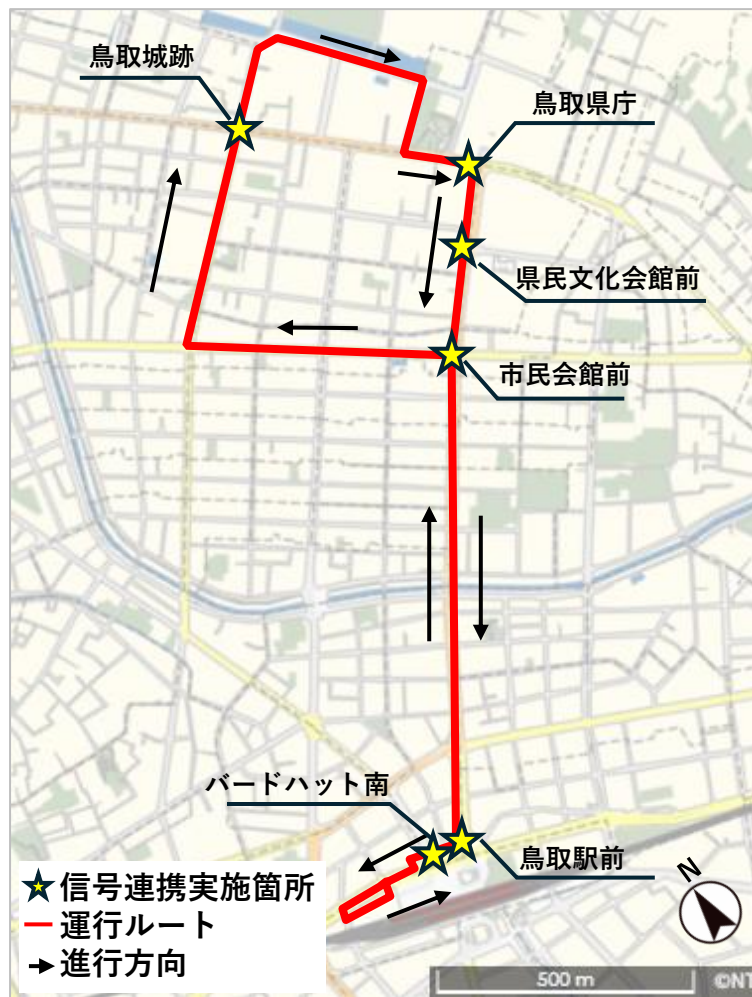 鳥取城跡
鳥取県庁
県民文化会館前
市民会館前
バードハット南
鳥取駅前
N
信号連携実施箇所
運行ルート
進行方向
500 m
©NT